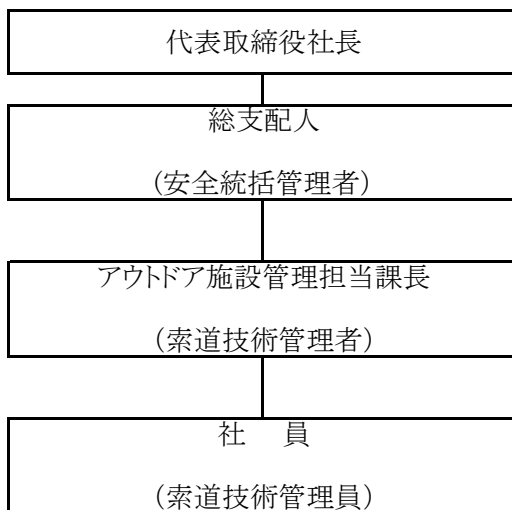 代表取締役社長
総支配人
(安全統括管理者)
アウトドア施設管理担当課長
(索道技術管理者)
社　員
(索道技術管理員)